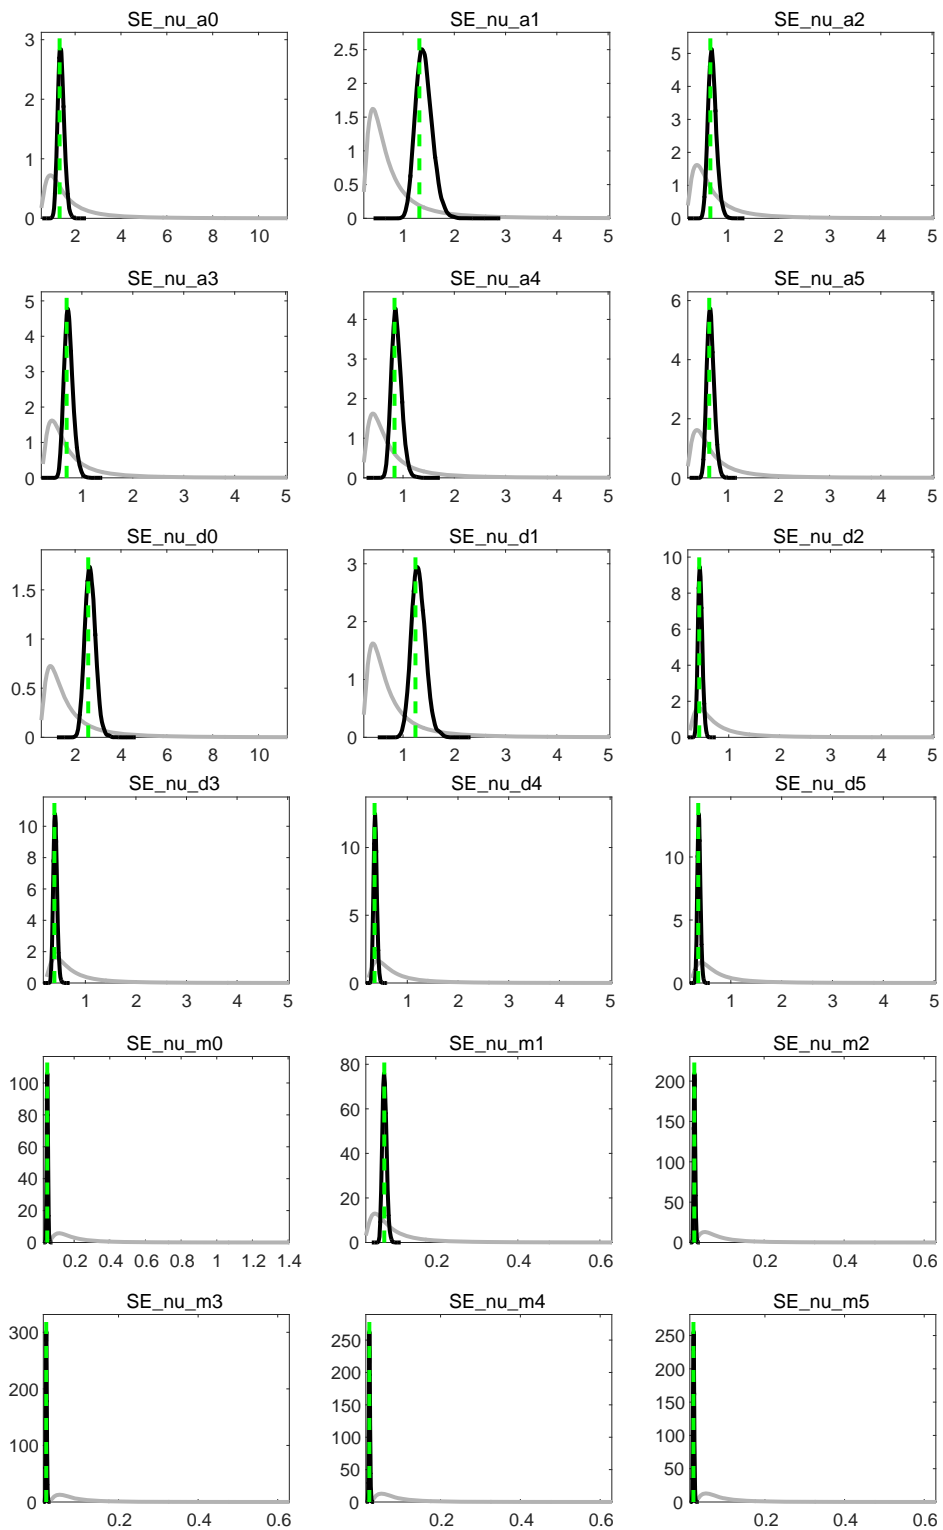 SE_nu_a0 SE_nu_a1 SE_nu_a2
3 2.5 5
2 2 4
1.5 3
1 1 2
0.5 1
0 0 0
2 4 6 8 10 1 2 3 4 5 1 2 3 4 5
SE_nu_a3 SE_nu_a4 SE_nu_a5
5 4 6
4 3 4
3 2 2
2 1
1
0 0 0
1 2 3 4 5 1 2 3 4 5 1 2 3 4 5
SE_nu_d0 SE_nu_d1 SE_nu_d2
1.5 3 10
1 2 8
0.5 1 6
4
2
0 0 0
2 4 6 8 10 1 2 3 4 5 1 2 3 4 5
SE_nu_d3 SE_nu_d4 SE_nu_d5
10 10 10
8 5 5
6
4
2
0 0 0
1 2 3 4 5 1 2 3 4 5 1 2 3 4 5
SE_nu_m0 SE_nu_m1 SE_nu_m2
100 80 200
80 60 150
60 40 100
40 20 50
20
0 0 0
0.2 0.4 0.6 0.8 1 1.2 1.4 0.2 0.4 0.6 0.2 0.4 0.6
SE_nu_m3 SE_nu_m4 SE_nu_m5
300 250 250
200 200 200
150 150
100 100 100
50 50
0 0 0
0.2 0.4 0.6 0.2 0.4 0.6 0.2 0.4 0.6